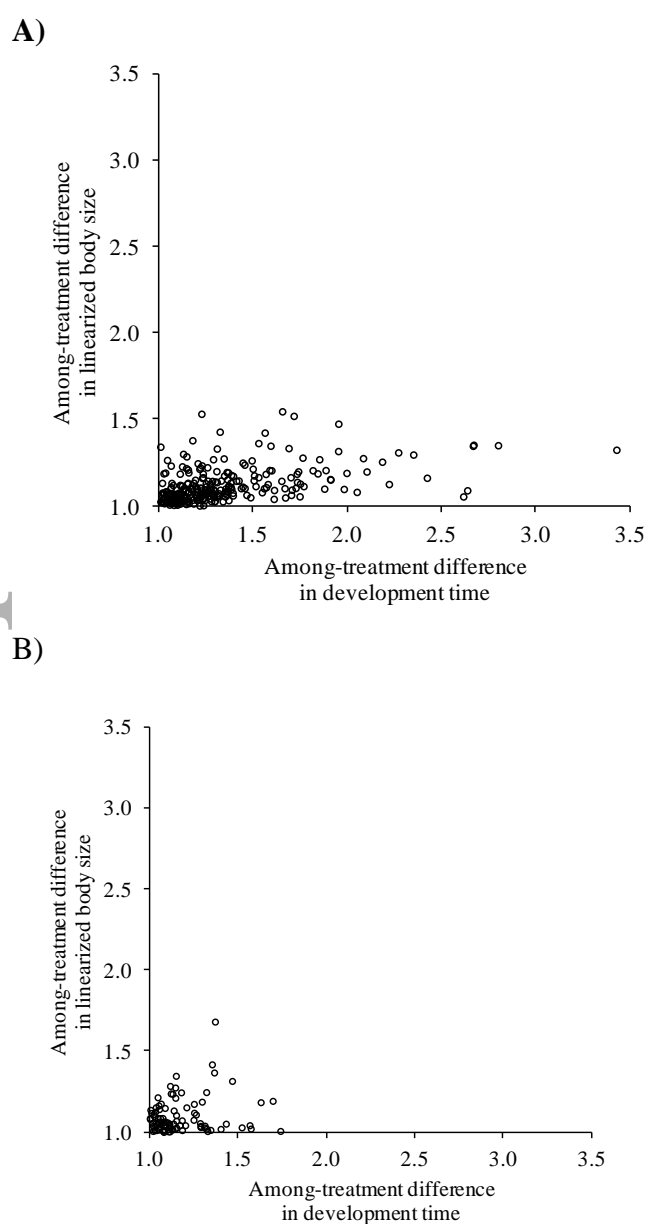 A)
3.5
3.0
2.5
2.0
1.5
1.0
Among-treatment difference
in linearized body size
1.0 1.5 2.0 2.5 3.0 3.5
Among-treatment difference
in development time
B)
3.5
3.0
2.5
2.0
1.5
1.0
Among-treatment difference
in linearized body size
1.0 1.5 2.0 2.5 3.0 3.5
Among-treatment difference
in development time